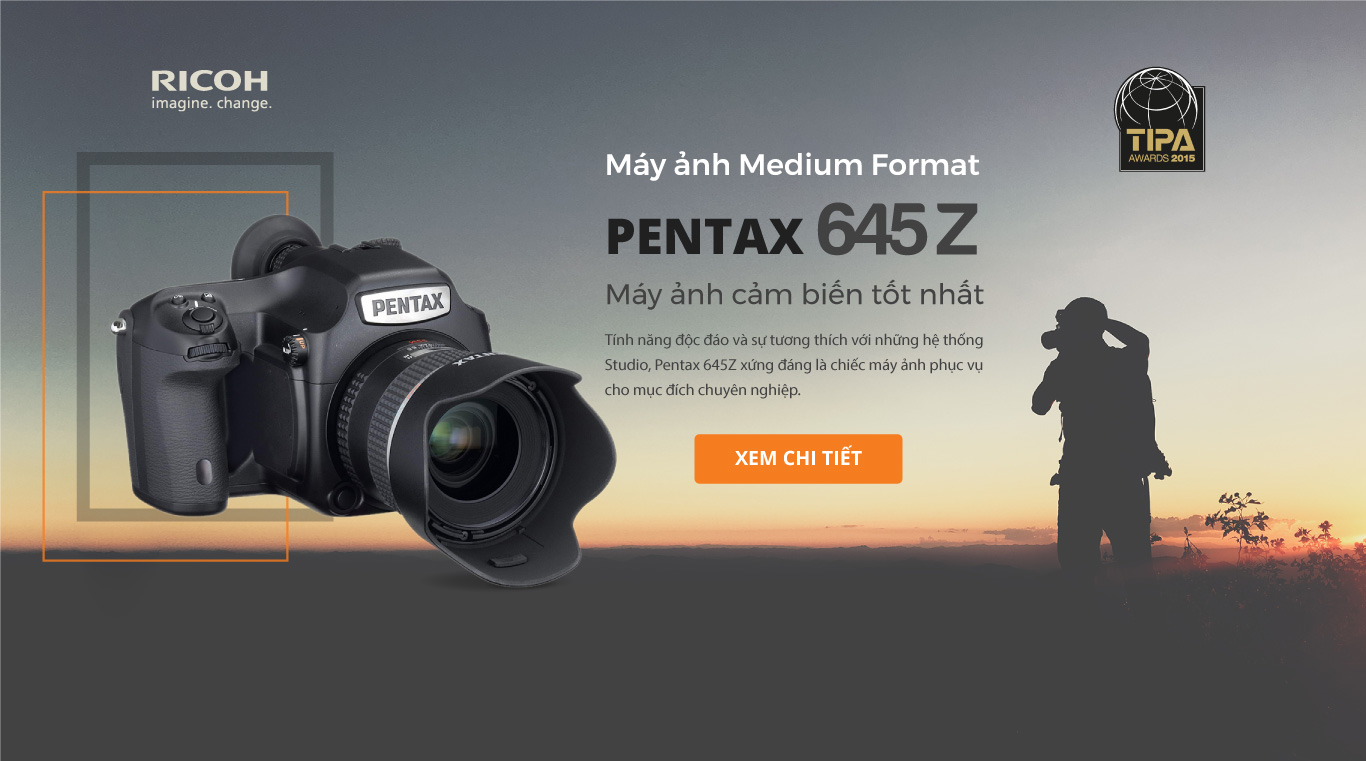 RICOH
imagine. change.
TIPA
AWARDS 2015
Máy ảnh Medium Format
PENTAX 645Z
Máy ảnh cảm biến tốt nhất
Tính năng độc đáo và sự tương thích với những hệ thống
Studio, Pentax 645Z xứng đáng là chiếc máy ảnh phục vụ
cho mục đích chuyên nghiệp.
XEM CHI TIẾT
PENTAX